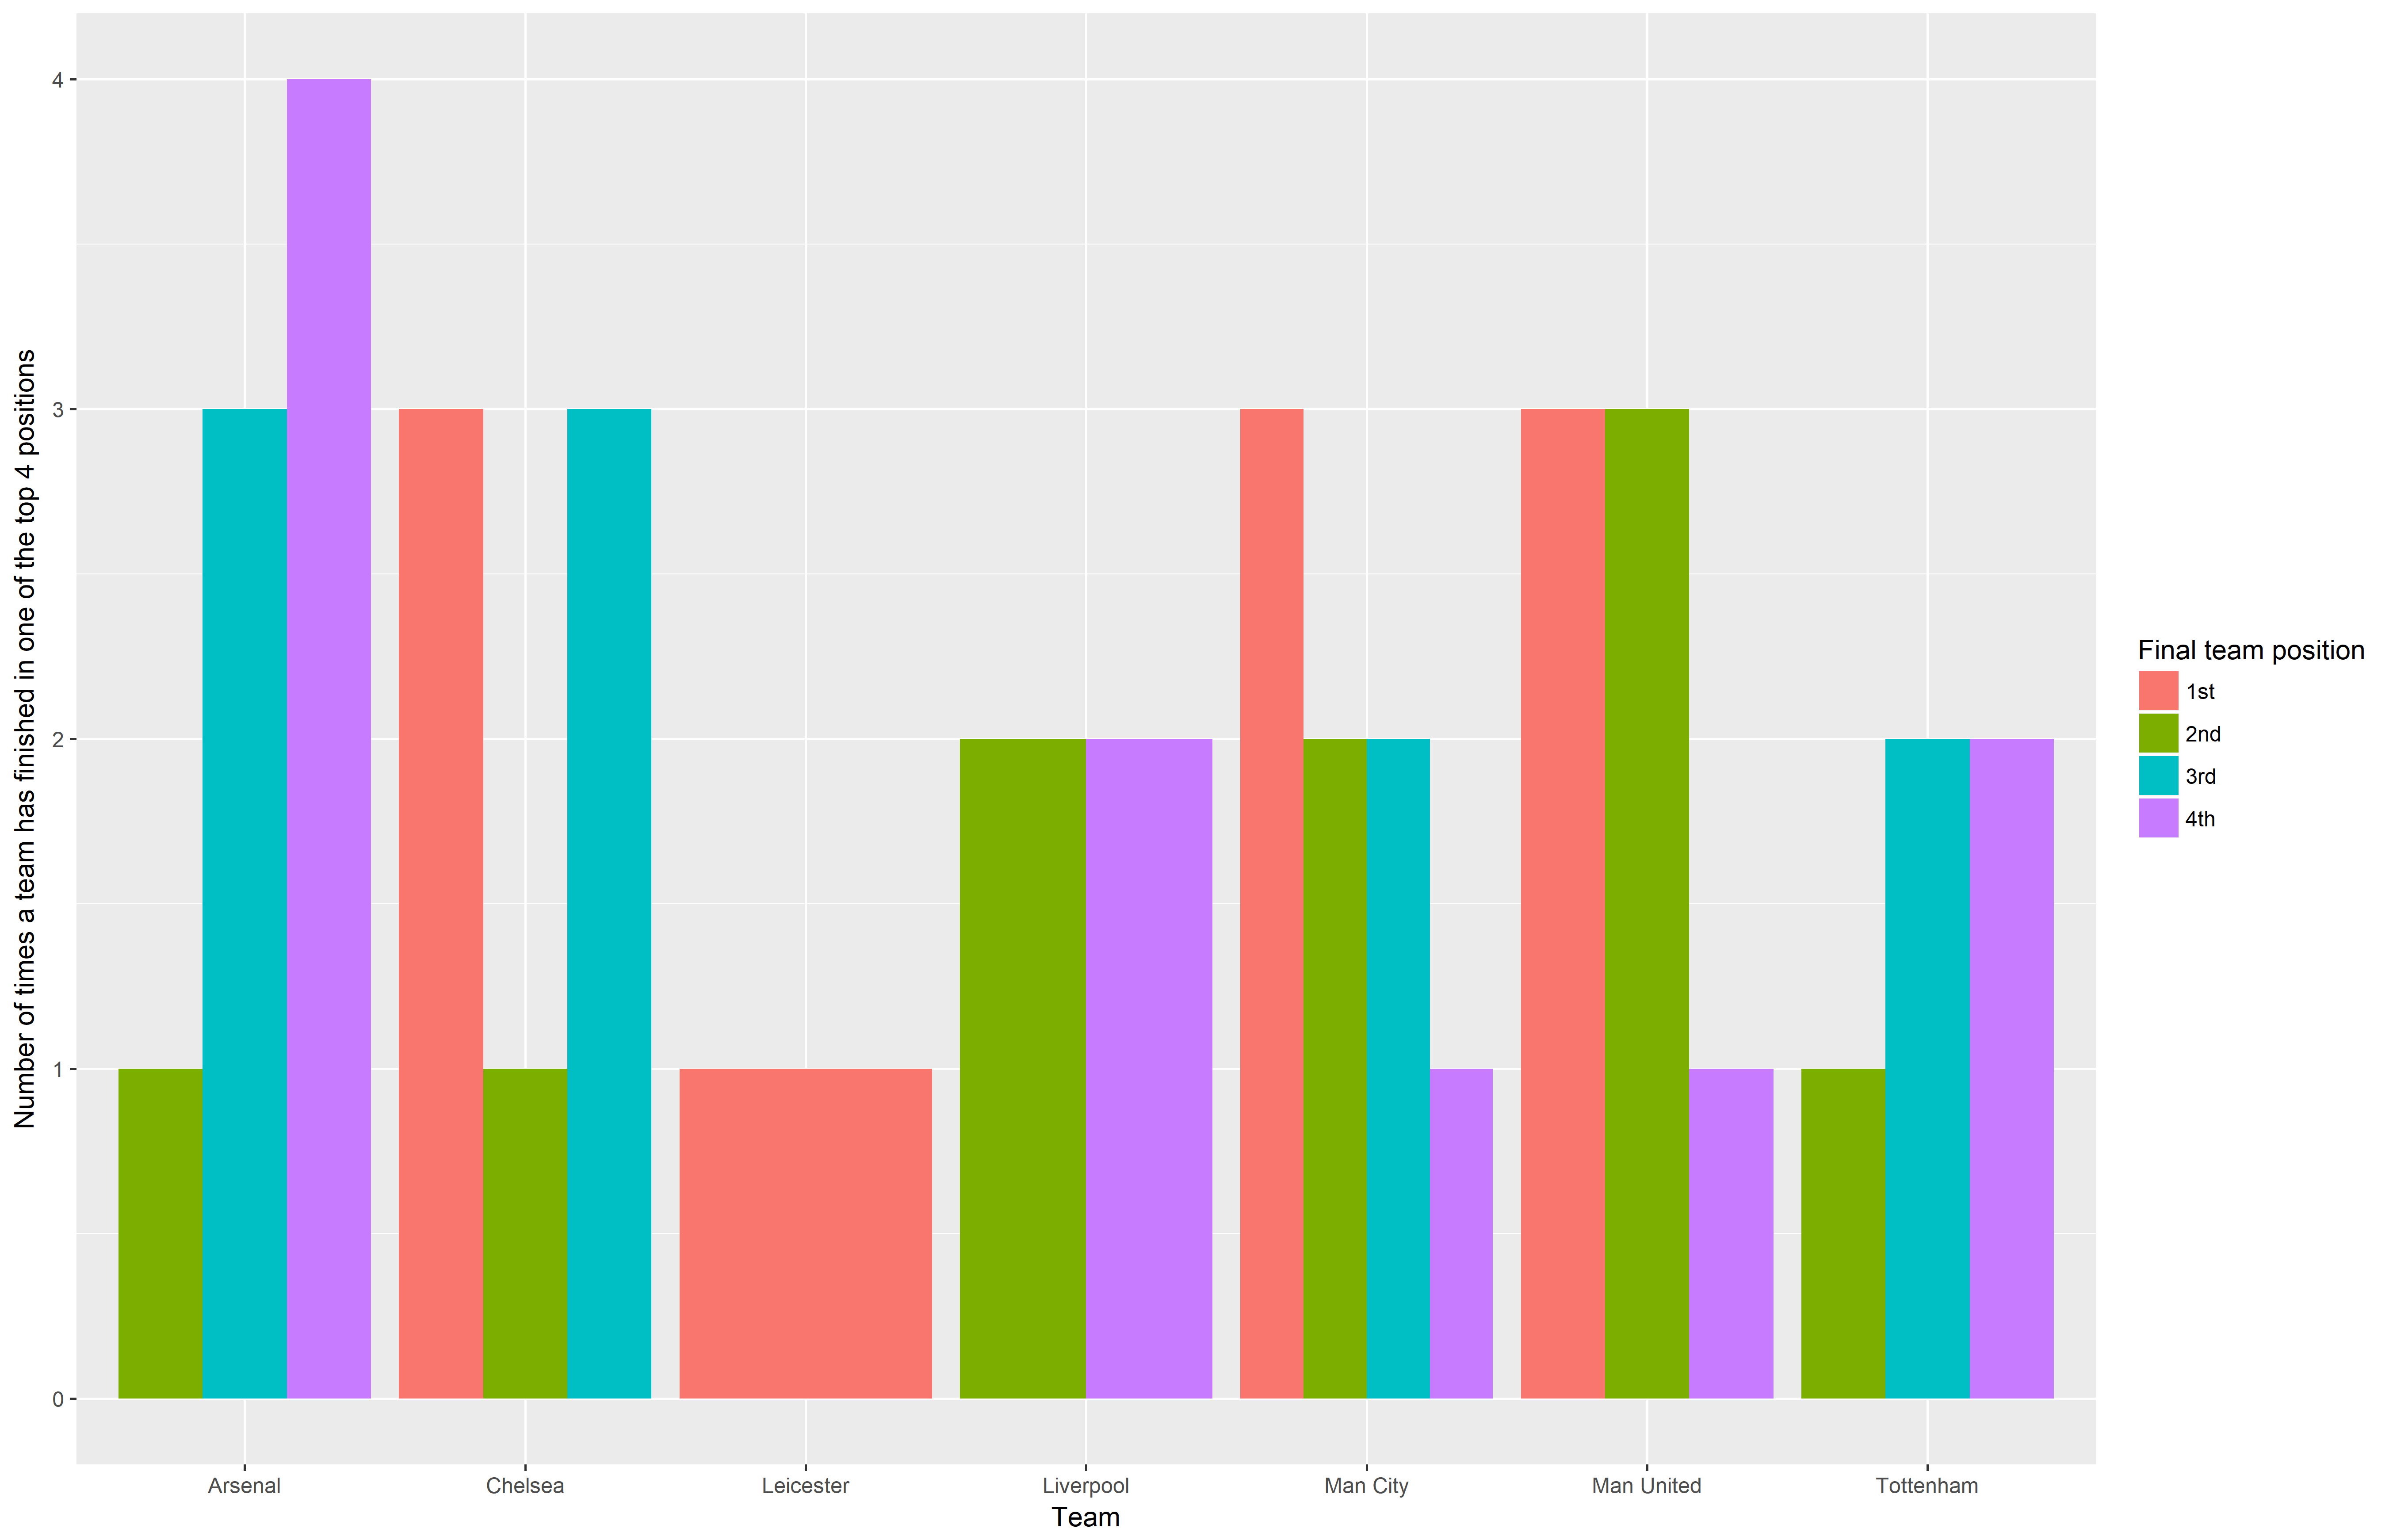 Number of times a team has finished in one of the top 4 positions
4
3
2
1
0
Arsenal
Chelsea
Leicester
Liverpool
Man City
Man United
Tottenham
Team
Final team position
1st
2nd
3rd
4th